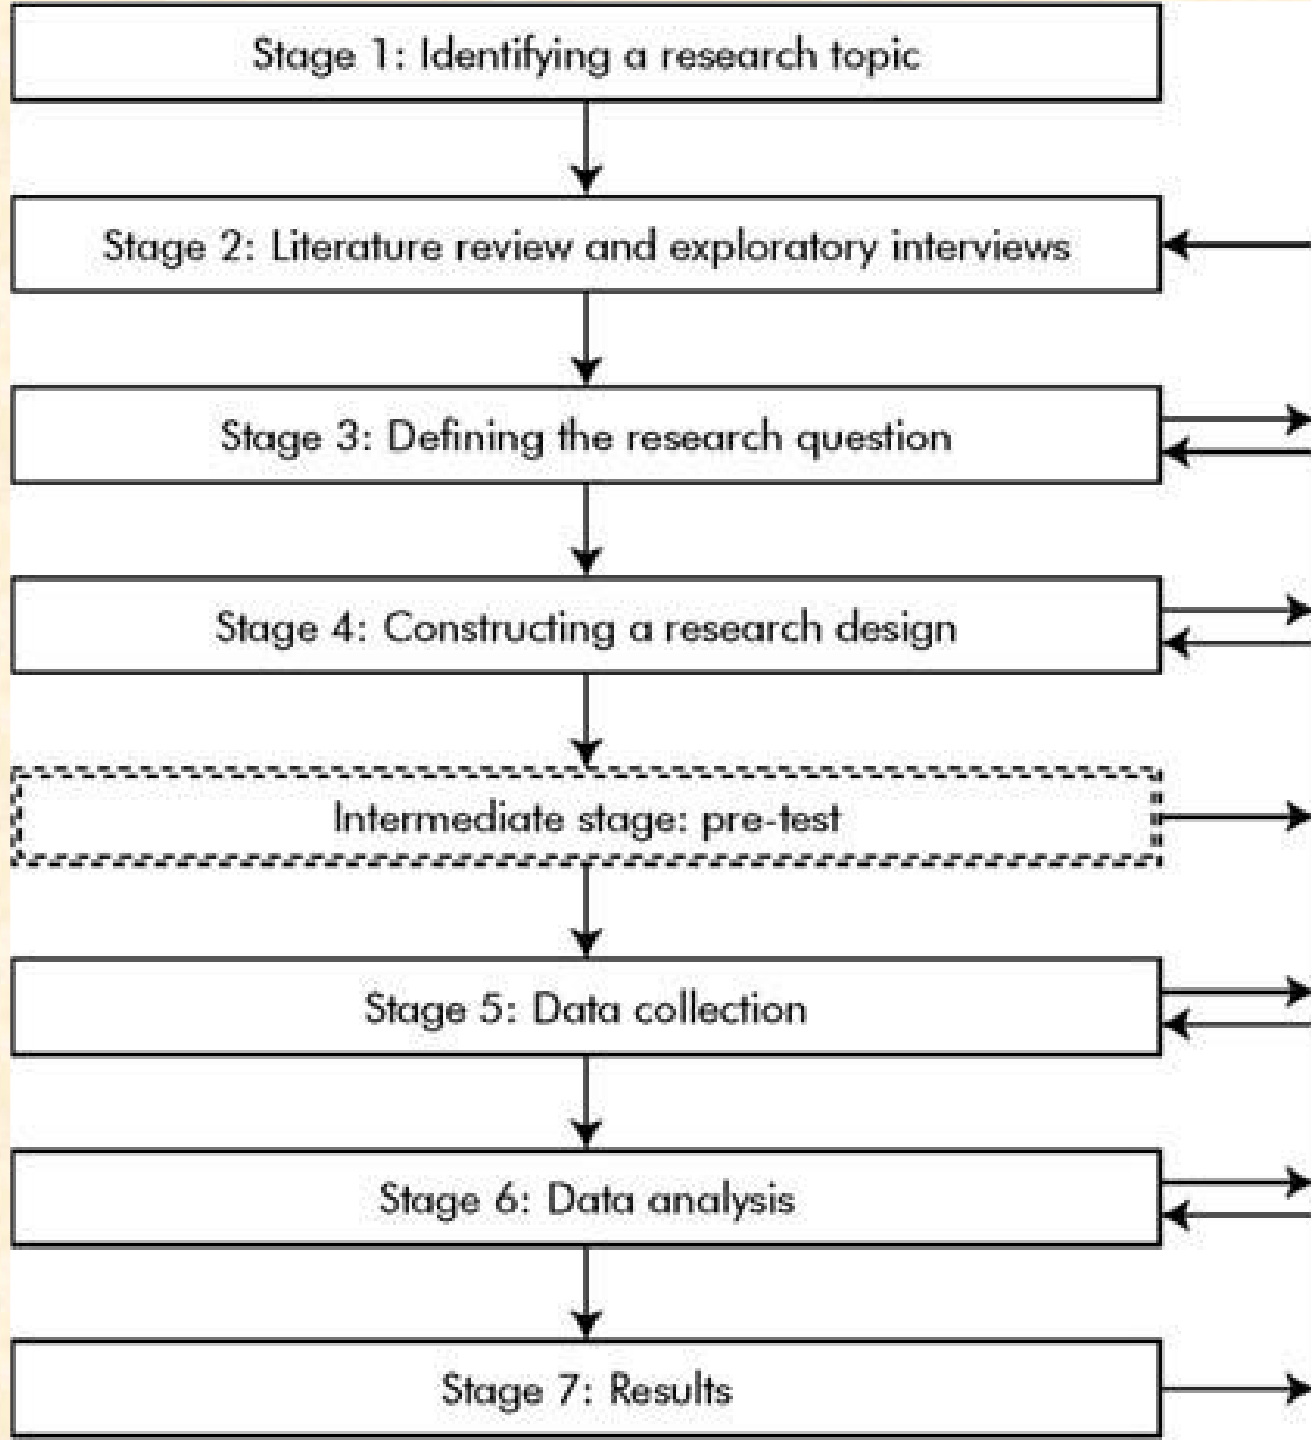 Stage 1: Identifying a research topic
Stage 2: Literature review and exploratory interviews
Stage 3: Defining the research question
Stage 4: Constructing a research design
Intermediate stage: pre-test
Stage 5: Data collection
Stage 6: Data analysis
Stage 7: Results